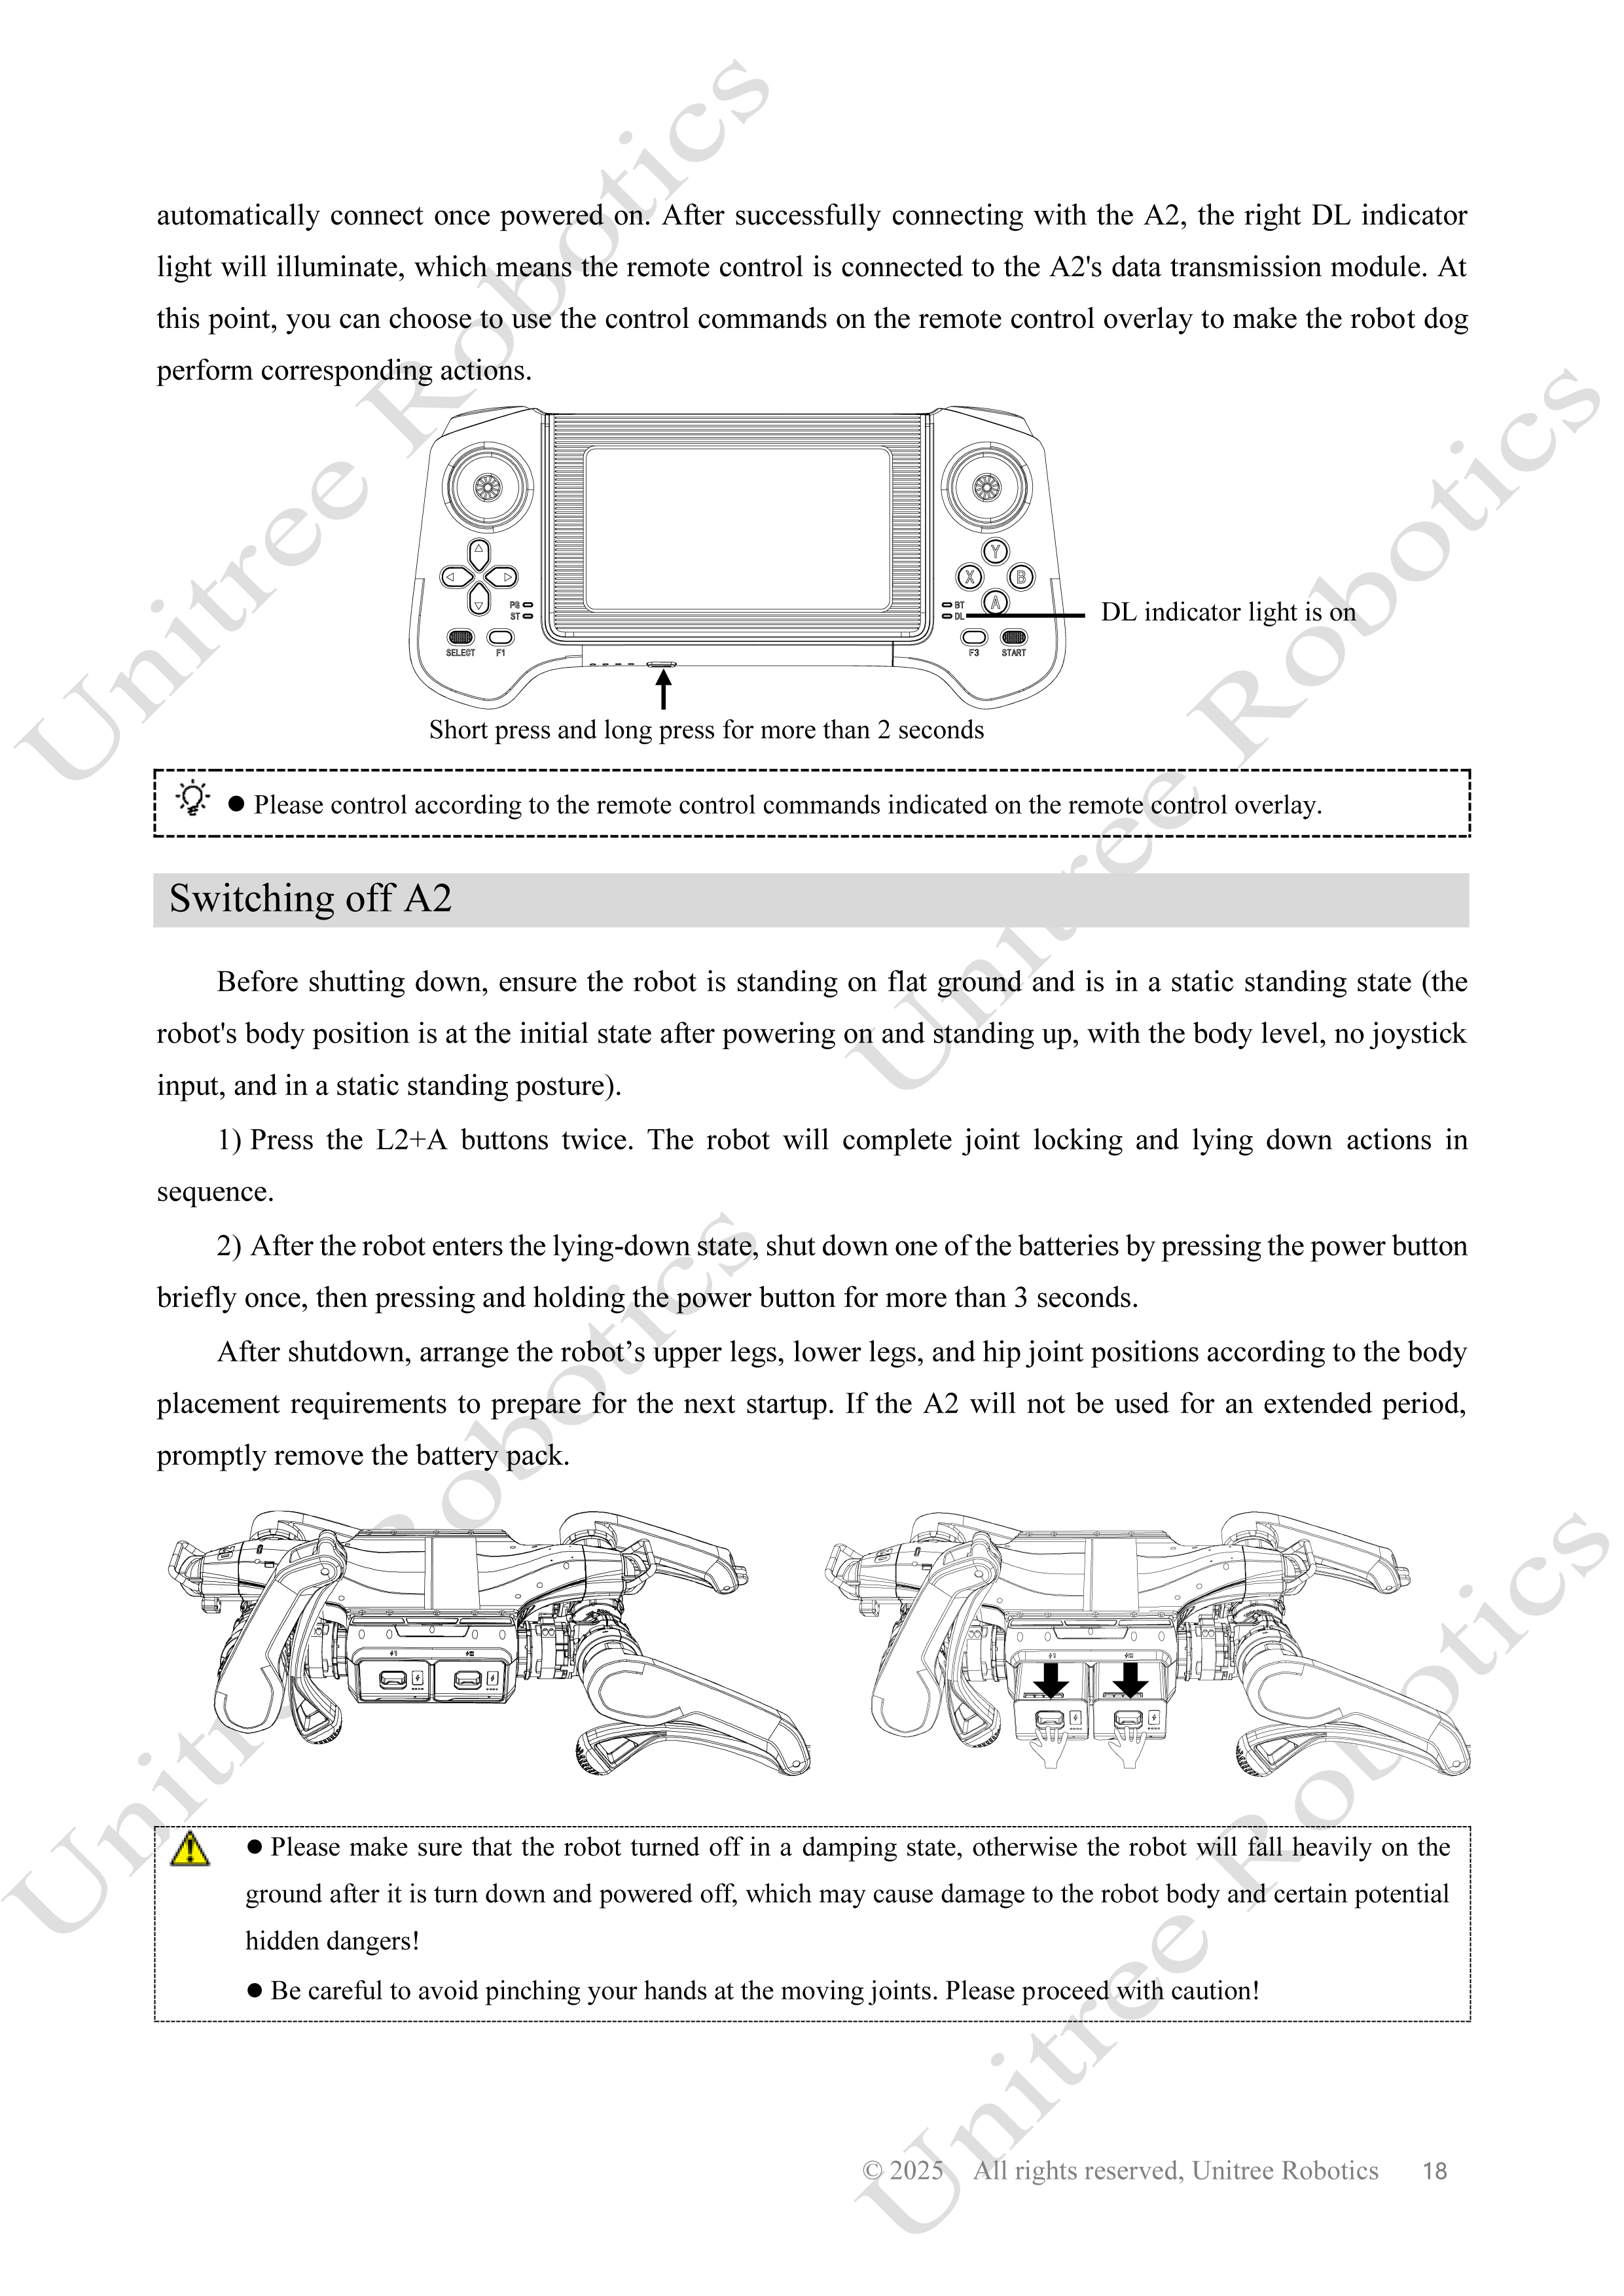 automatically connect once powered on. After successfully connecting with the A2, the right DL indicator
light will illuminate, which means the remote control is connected to the A2's data transmission module. At
this point, you can choose to use the control commands on the remote control overlay to make the robot dog
perform corresponding actions.
Y
X B
A
PG
ST
BT
DL
DL indicator light is on
SELECT F1
F3 START
Short press and long press for more than 2 seconds
● Please control according to the remote control commands indicated on the remote control overlay.
Switching off A2
Before shutting down, ensure the robot is standing on flat ground and is in a static standing state (the
robot's body position is at the initial state after powering on and standing up, with the body level, no joystick
input, and in a static standing posture).
1) Press the L2+A buttons twice. The robot will complete joint locking and lying down actions in
sequence.
2) After the robot enters the lying-down state, shut down one of the batteries by pressing the power button
briefly once, then pressing and holding the power button for more than 3 seconds.
After shutdown, arrange the robot’s upper legs, lower legs, and hip joint positions according to the body
placement requirements to prepare for the next startup. If the A2 will not be used for an extended period,
promptly remove the battery pack.
● Please make sure that the robot turned off in a damping state, otherwise the robot will fall heavily on the
ground after it is turn down and powered off, which may cause damage to the robot body and certain potential
hidden dangers!
● Be careful to avoid pinching your hands at the moving joints. Please proceed with caution!
© 2025 All rights reserved, Unitree Robotics 18
Unitree Robotics
Unitree Robotics
Unitree Robotics
Unitree Robotics